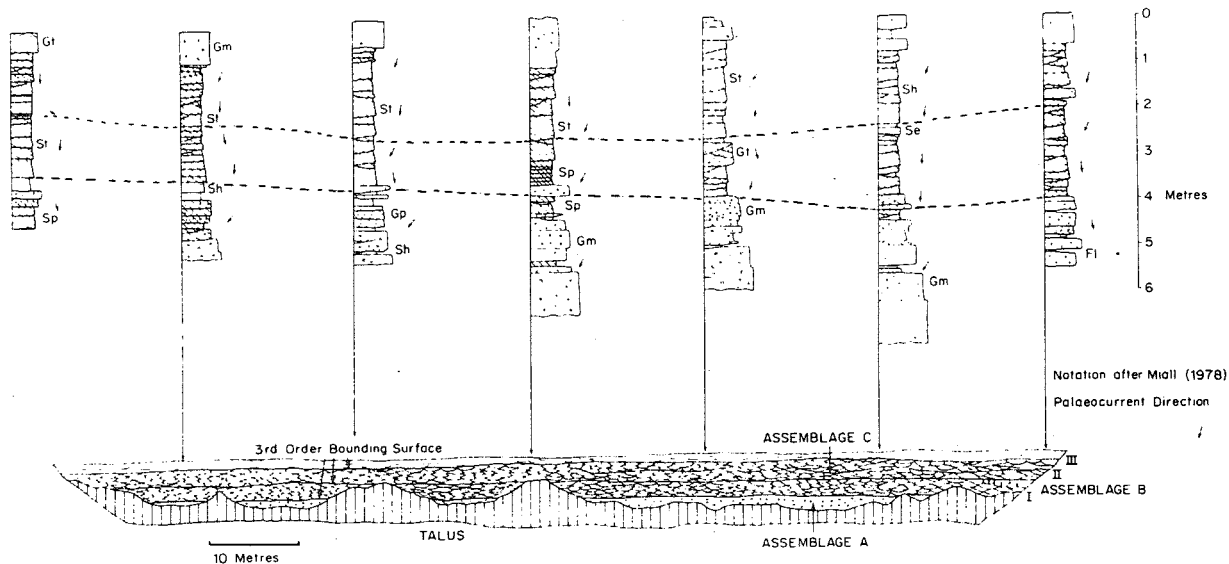 Gt
St
Sp
Gm
St
Sh
St
Gp
Sh
St
Sp
Sp
Gm
St
Gt
Gm
Sh
Se
Gm
Fl
0
1
2
3
4 Metres
5
6
Notation after Miall (1978)
Palaeocurrent Direction
3rd Order Bounding Surface
ASSEMBLAGE C
III
II
I
ASSEMBLAGE B
TALUS
ASSEMBLAGE A
10 Metres